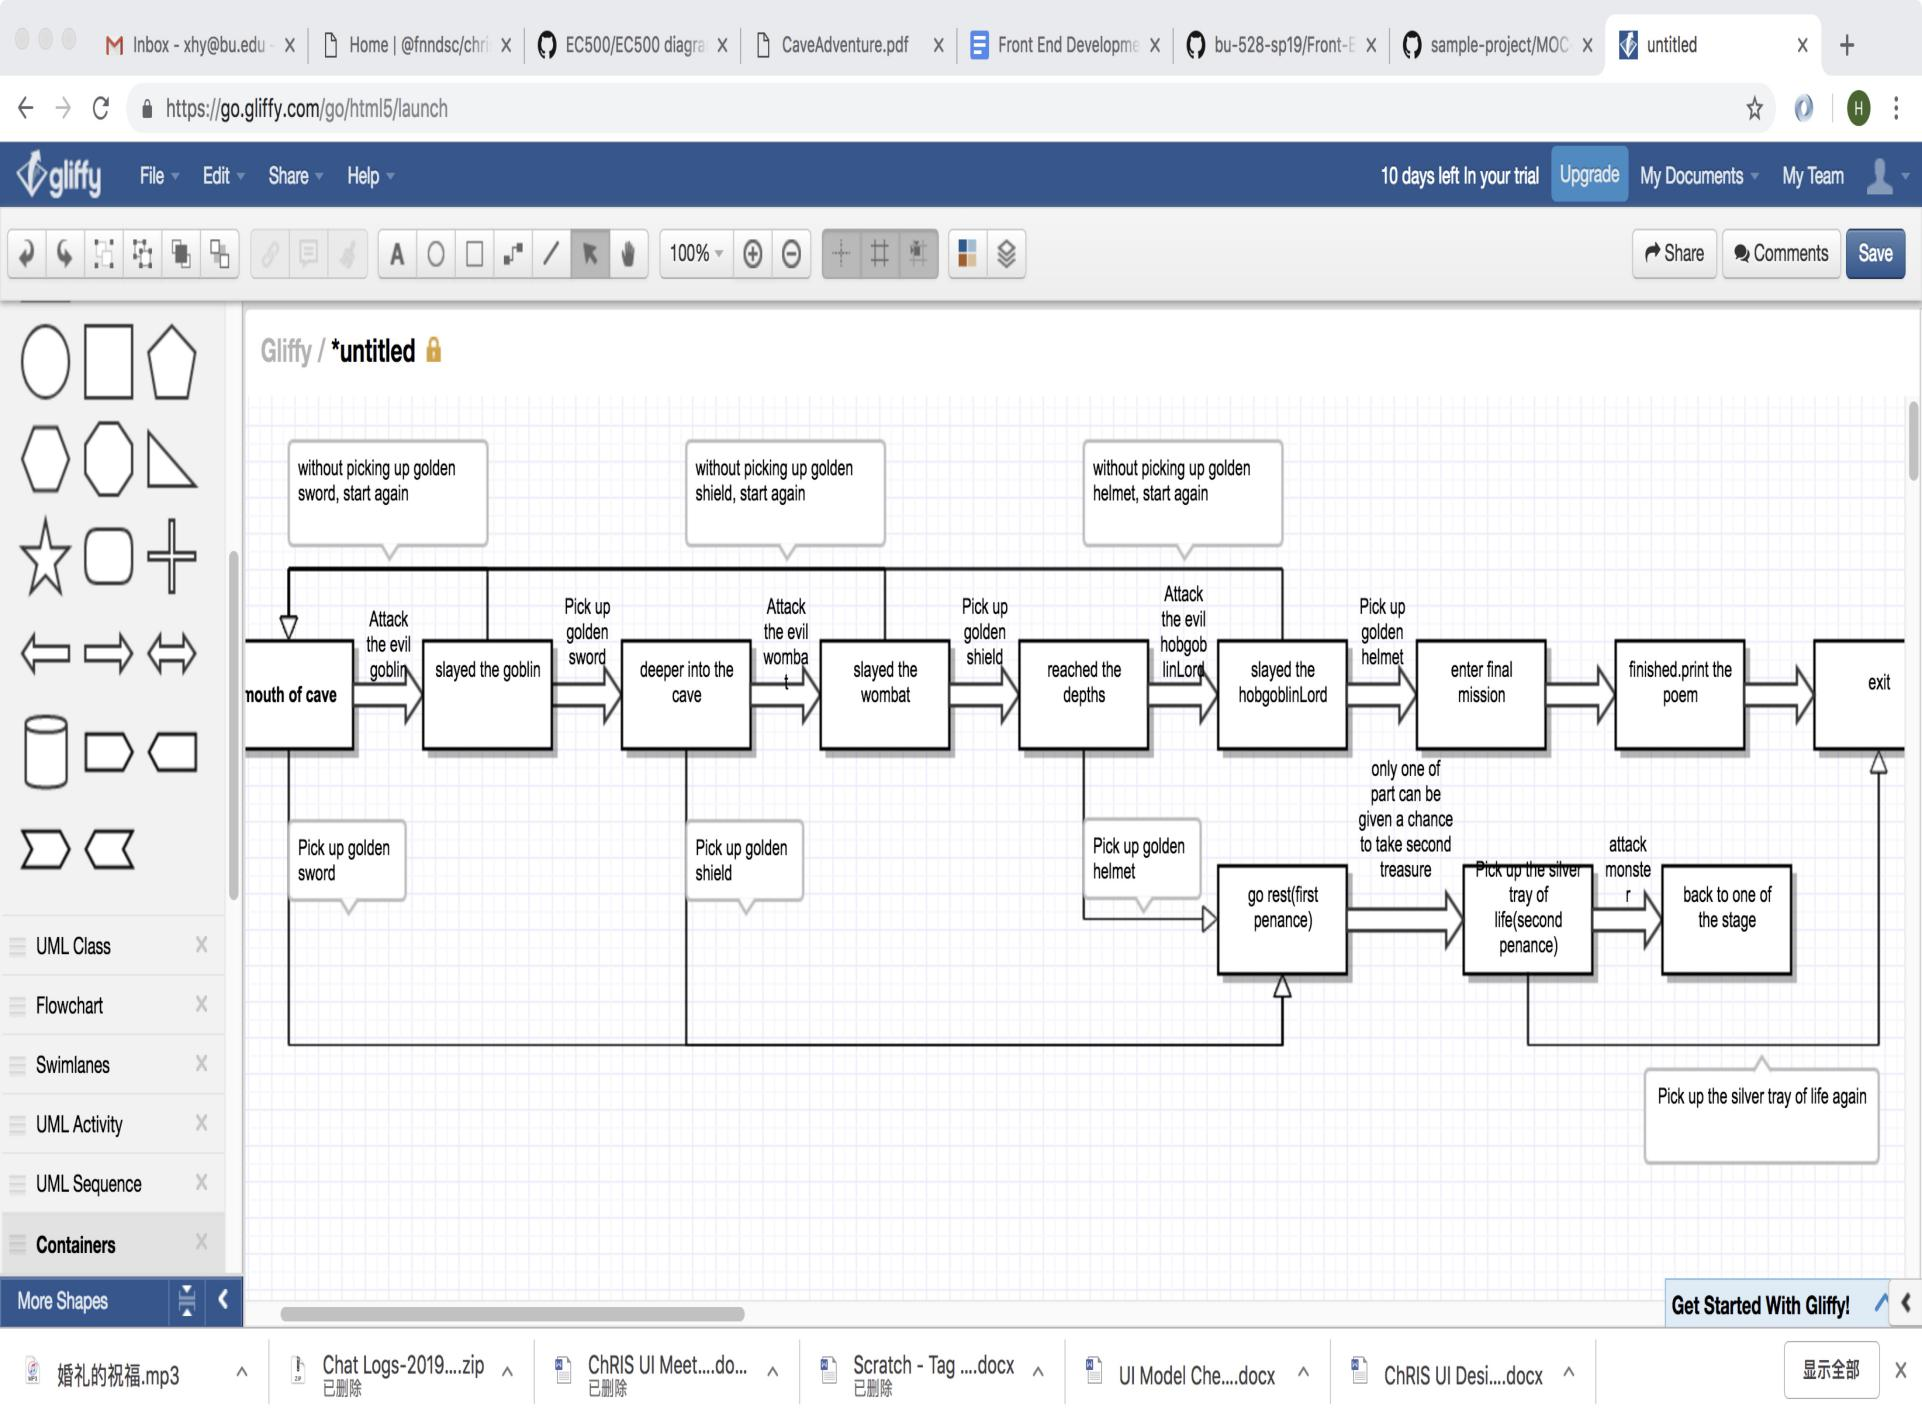 Inbox - xhy@bu.edu -
Home | @fnndsc/chri
EC500/EC500 diagra
CaveAdventure.pdf
Front End Developme
bu-528-sp19/Front-E
sample-project/MOC
untitled
https://go.gliffy.com/go/html5/launch
H
gliffy
File
Edit
Share
Help
10 days left In your trial
Upgrade
My Documents
My Team
A
100%
Share
Comments
Save
Gliffy / *untitled
without picking up golden
sword, start again
without picking up golden
shield, start again
without picking up golden
helmet, start again
Attack
the evil
goblin
Pick up
golden
sword
Attack
the evil
womba
t
Pick up
golden
shield
Attack
the evil
hobgob
linLord
Pick up
golden
helmet
mouth of cave
slayed the goblin
deeper into the
cave
slayed the
wombat
reached the
depths
slayed the
hobgoblinLord
enter final
mission
finished.print the
poem
exit
Pick up golden
sword
Pick up golden
shield
Pick up golden
helmet
only one of
part can be
given a chance
to take second
treasure
attack
monste
r
go rest(first
penance)
Pick up the silver
tray of
life(second
penance)
back to one of
the stage
Pick up the silver tray of life again
UML Class
Flowchart
Swimlanes
UML Activity
UML Sequence
Containers
More Shapes
Get Started With Gliffy!
婚礼的祝福.mp3
Chat Logs-2019....zip
已删除
ChRIS UI Meet....do...
已删除
Scratch - Tag ....docx
已删除
UI Model Che....docx
ChRIS UI Desi....docx
显示全部